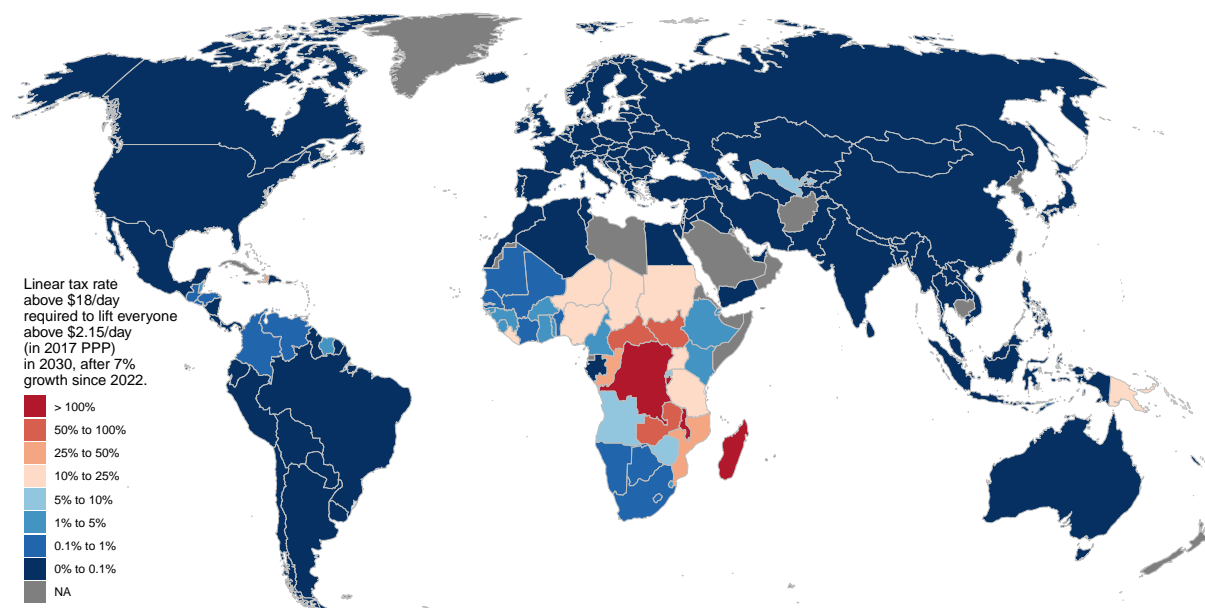 Linear tax rate
above $18/day
required to lift everyone
above $2.15/day
(in 2017 PPP)
in 2030, after 7%
growth since 2022.
> 100%
50% to 100%
25% to 50%
10% to 25%
5% to 10%
1% to 5%
0.1% to 1%
0% to 0.1%
NA